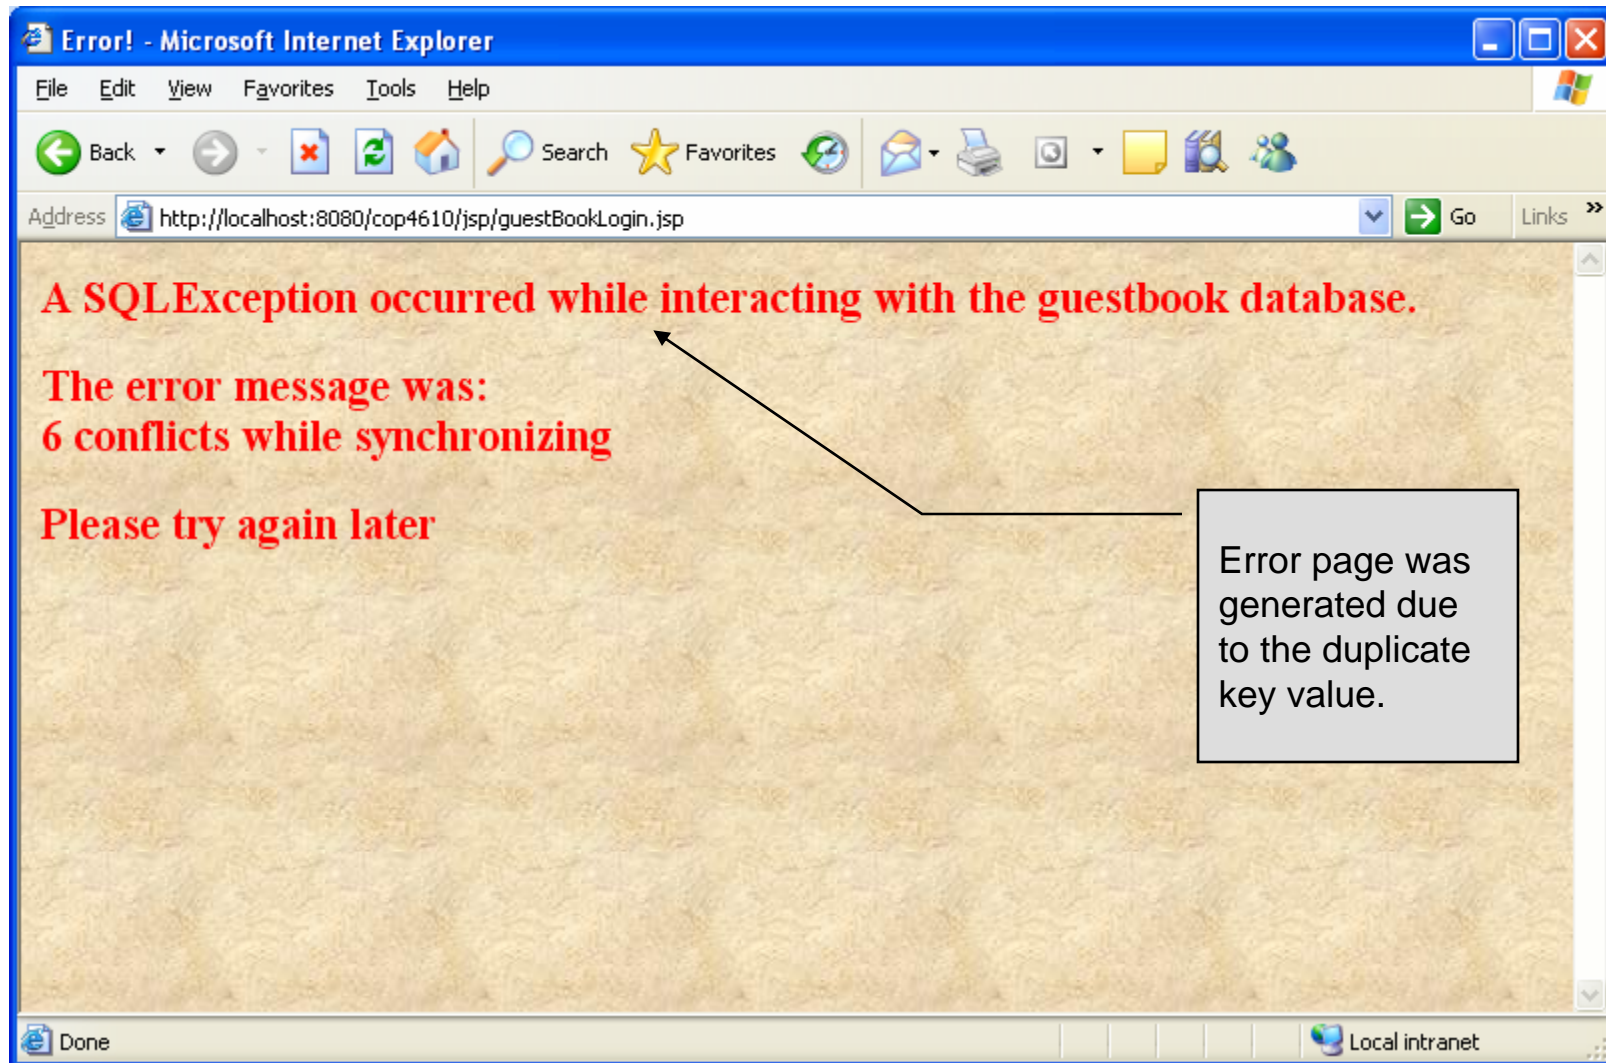 Error! - Microsoft Internet Explorer
File Edit View Favorites Tools Help
Back Search Favorites
Address http://localhost:8080/cop4610/jsp/guestBookLogin.jsp Go Links »
A SQLException occurred while interacting with the guestbook database.
The error message was:
6 conflicts while synchronizing
Please try again later
Error page was
generated due
to the duplicate
key value.
Done Local intranet